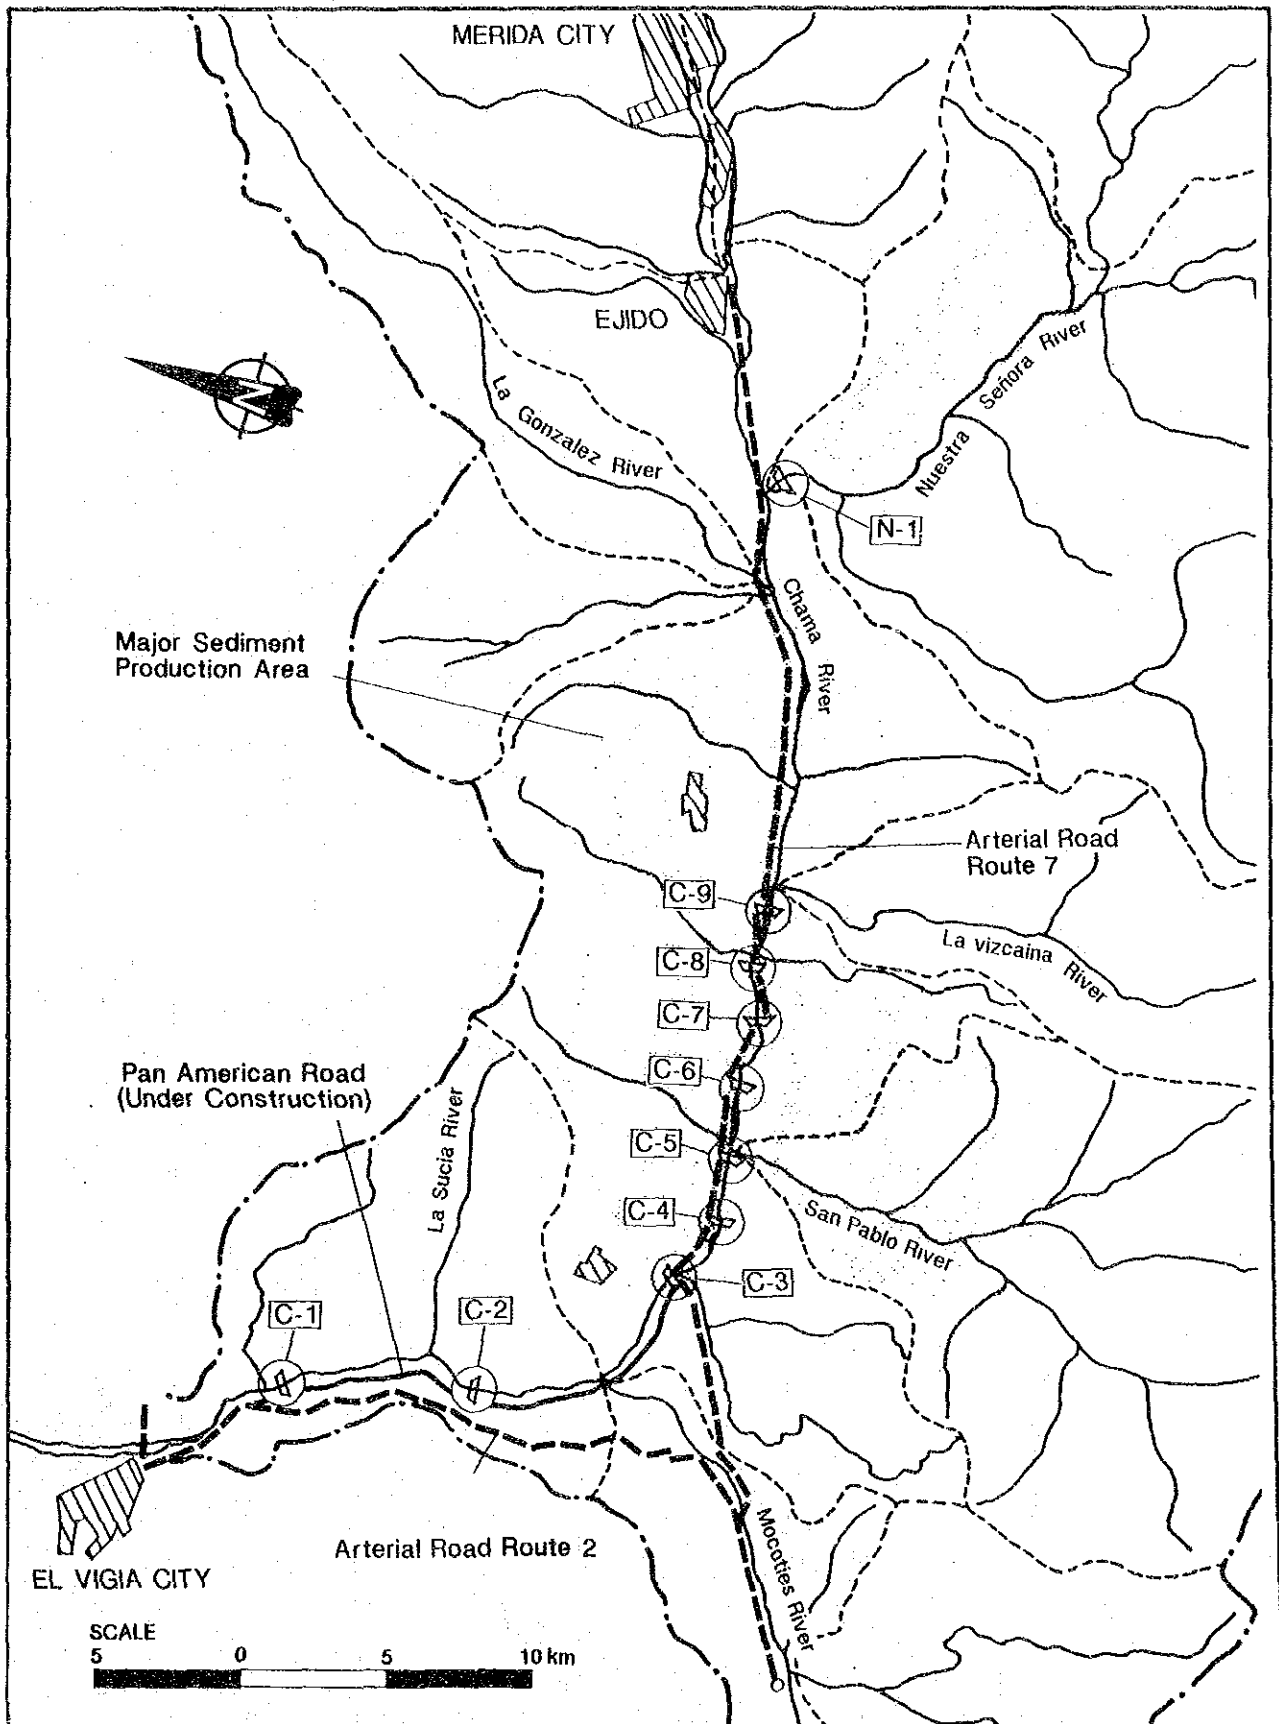 MERIDA CITY
EJIDO
Señora River
Nuestra
La Gonzalez River
N
N-1
Chama
River
Major Sediment
Production Area
Arterial Road
Route 7
C-9
La vizcaina
River
C-8
C-7
Pan American Road
(Under Construction)
C-6
La Sucia River
C-5
C-4
San Pablo River
C-3
C-1
C-2
Mocoties River
Arterial Road Route 2
EL VIGIA CITY
SCALE
5 0 5 10 km